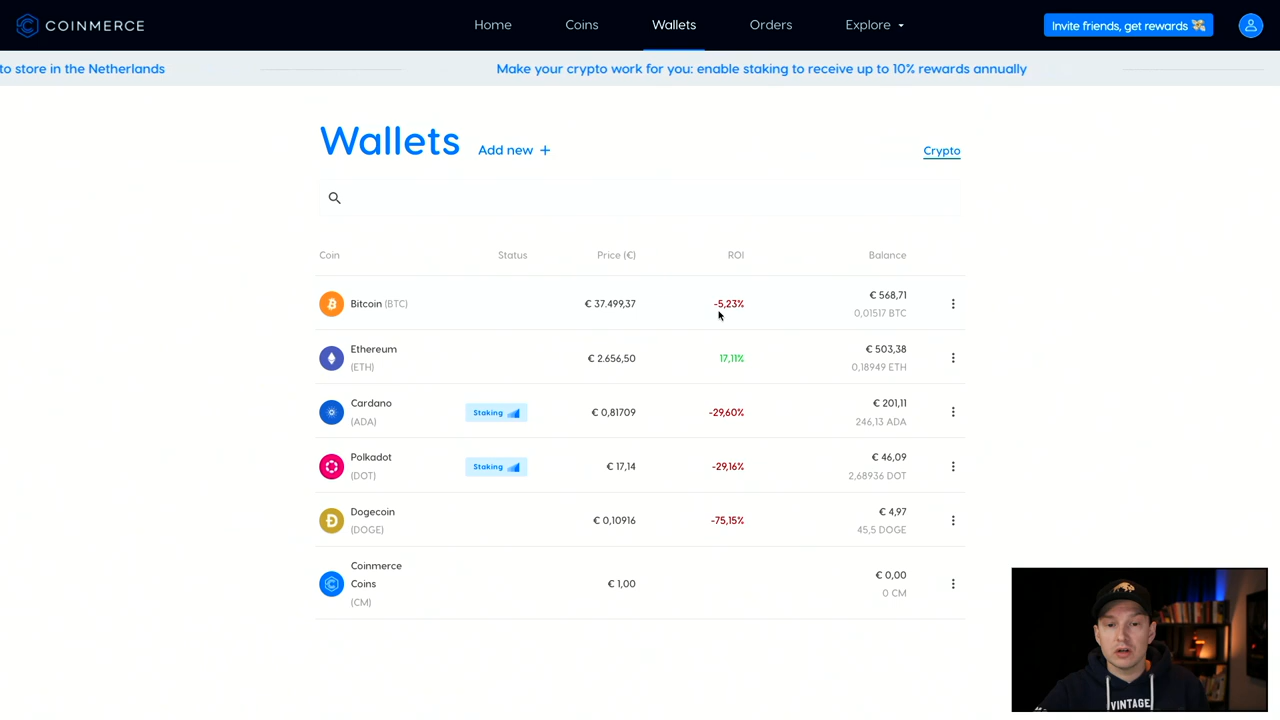 COINMERCE
Home
Coins
Wallets
Orders
Explore
Invite friends, get rewards
to store in the Netherlands
Make your crypto work for you: enable staking to receive up to 10% rewards annually
Wallets
Add new +
Crypto
Coin
Status
Price (€)
ROI
Balance
Bitcoin (BTC)
€ 37.499,37
-5,23%
€ 568,71
0,01517 BTC
Ethereum
(ETH)
€ 2.656,50
17,11%
€ 503,38
0,18949 ETH
Cardano
(ADA)
Staking
€ 0,81709
-29,60%
€ 201,11
246,13 ADA
Polkadot
(DOT)
Staking
€ 17,14
-29,16%
€ 46,09
2,68936 DOT
Dogecoin
(DOGE)
€ 0,10916
-75,15%
€ 4,97
45,5 DOGE
Coinmerce
Coins
(CM)
€ 1,00
€ 0,00
0 CM
VINTAGE